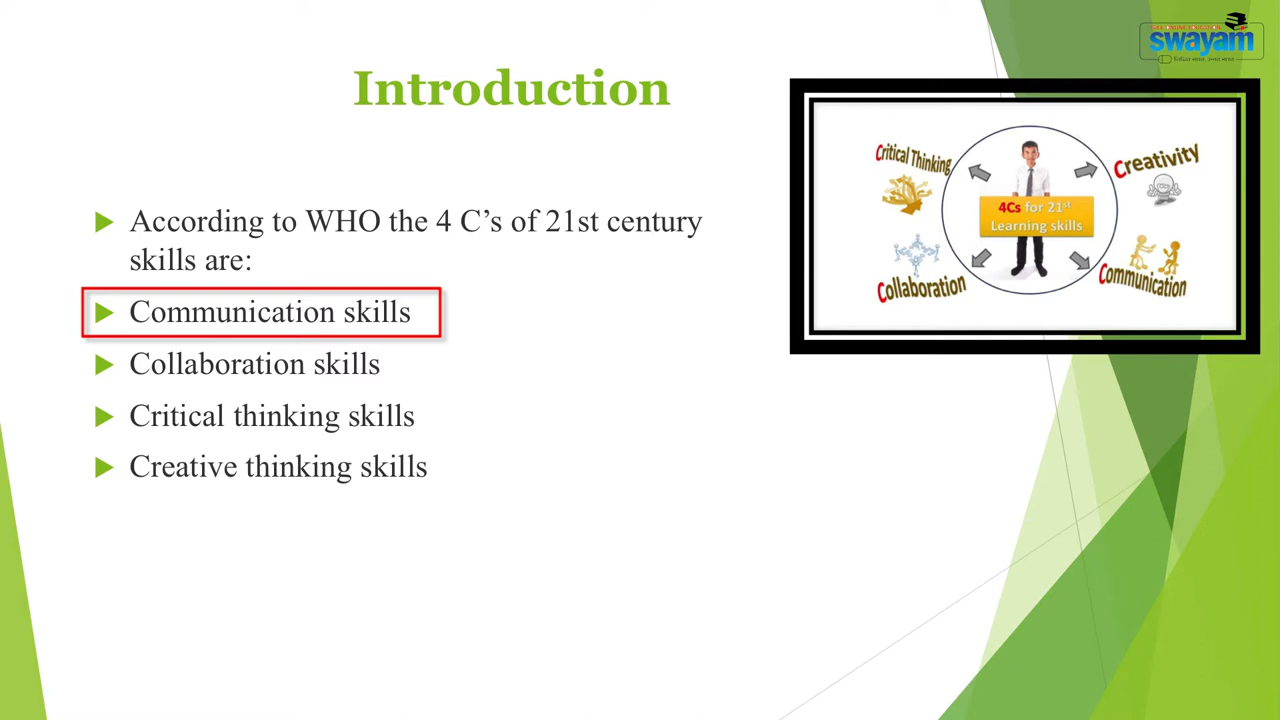 Introduction
According to WHO the 4 C’s of 21st century
skills are:
Communication skills
Collaboration skills
Critical thinking skills
Creative thinking skills
swayam
Critical Thinking
Creativity
4Cs for 21st
Learning skills
Collaboration
Communication